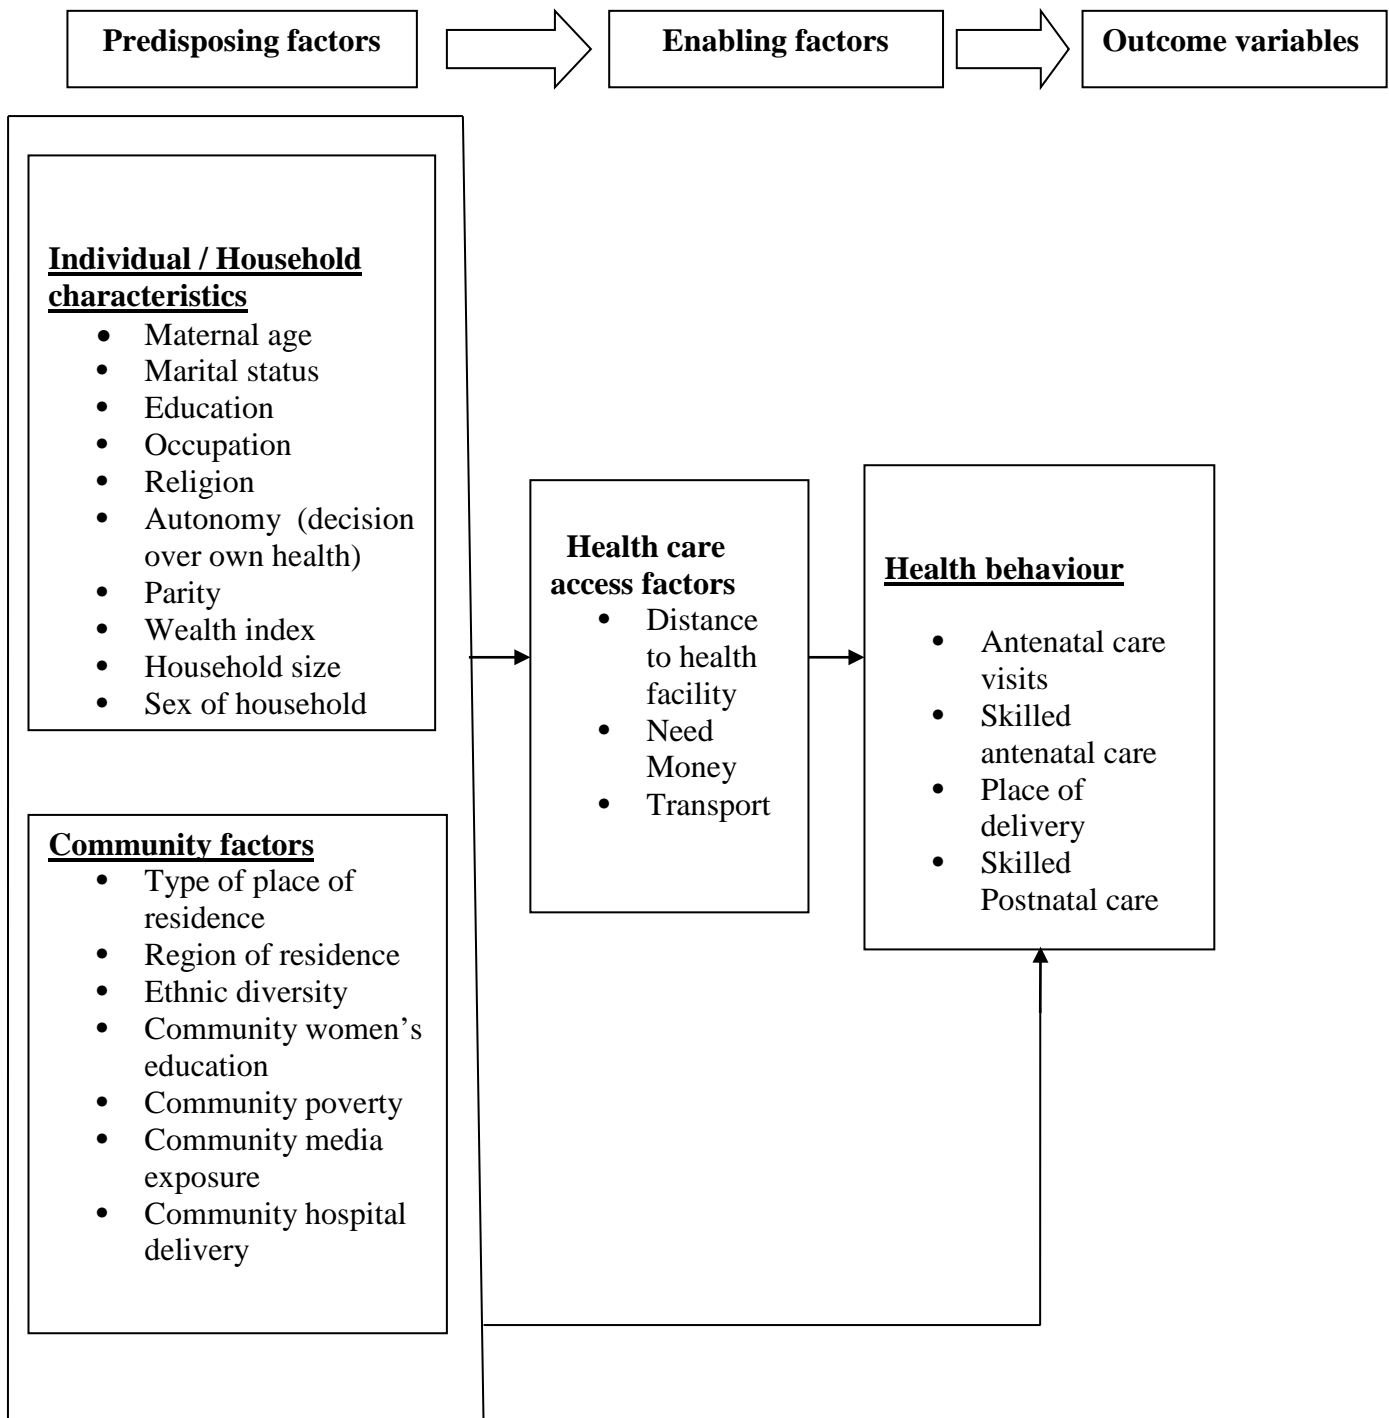 Predisposing factors
Enabling factors
Outcome variables
Individual / Household
characteristics
• Maternal age
• Marital status
• Education
• Occupation
• Religion
• Autonomy (decision
over own health)
• Parity
• Wealth index
• Household size
• Sex of household
Community factors
• Type of place of
residence
• Region of residence
• Ethnic diversity
• Community women’s
education
• Community poverty
• Community media
exposure
• Community hospital
delivery
Health care
access factors
• Distance
to health
facility
• Need
Money
• Transport
Health behaviour
• Antenatal care
visits
• Skilled
antenatal care
• Place of
delivery
• Skilled
Postnatal care